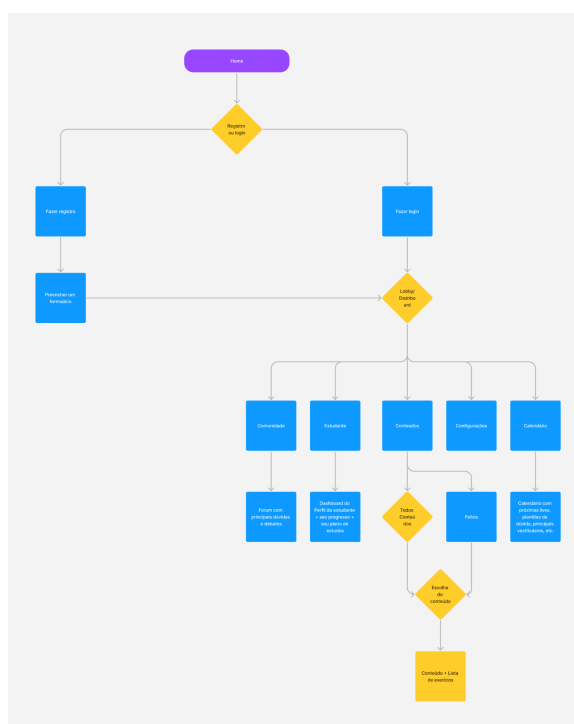 Home
Registro
ou login
Fazer registro
Fazer login
Preencher um
formulário
Lobby/
Dashbo
ard
Comunidade
Estudante
Conteúdos
Configurações
Calendário
Forum com
principais dúvidas
e debates
Dashboard do
Perfil do estudante
+ seu progresso +
seu plano de
estudos
Todos
Conteú
dos
Feitos
Calendário com
próximas lives,
plantões de
dúvida, principais
vestibulares, etc.
Escolha
de
conteúdo
Conteúdo + Lista
de exercícios